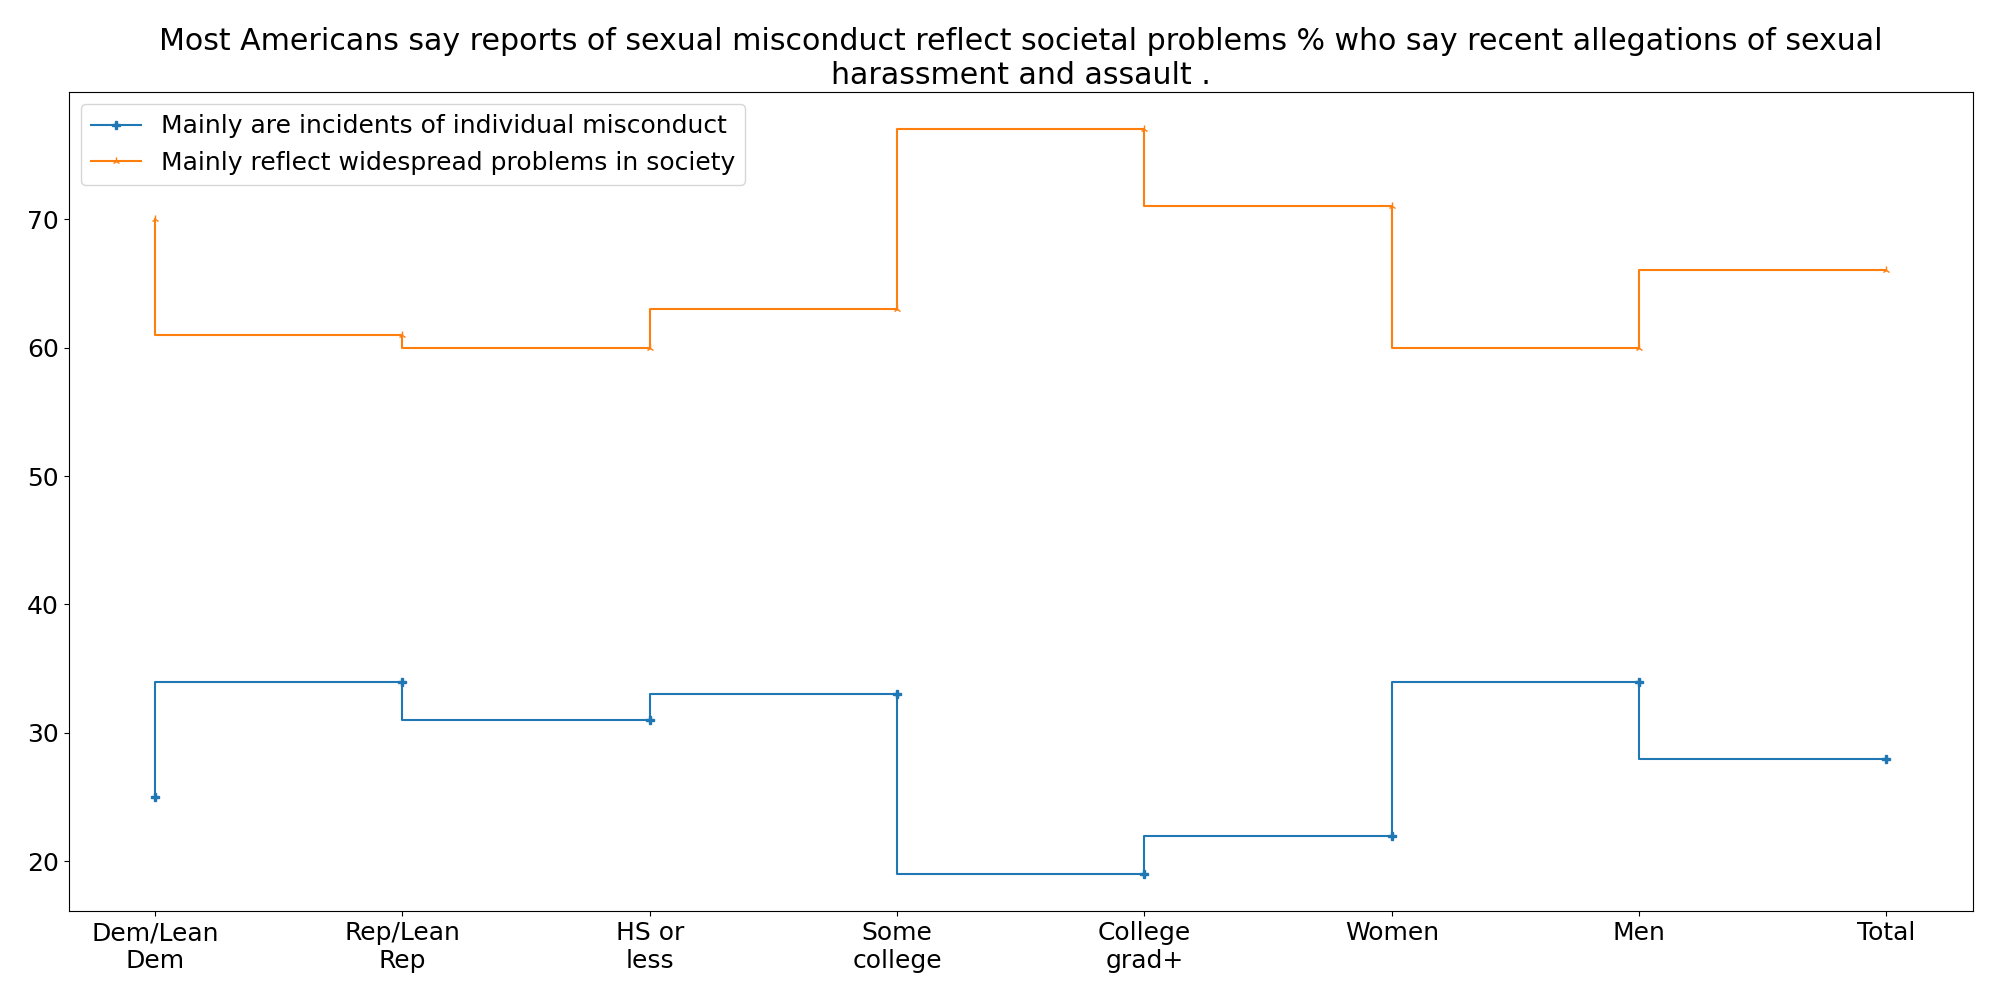 Most Americans say reports of sexual misconduct reflect societal problems % who say recent allegations of sexual
harassment and assault .
Mainly are incidents of individual misconduct
Mainly reflect widespread problems in society
70
60
50
40
30
20
Dem/Lean
Dem
Rep/Lean
Rep
HS or
less
Some
college
College
grad+
Women
Men
Total